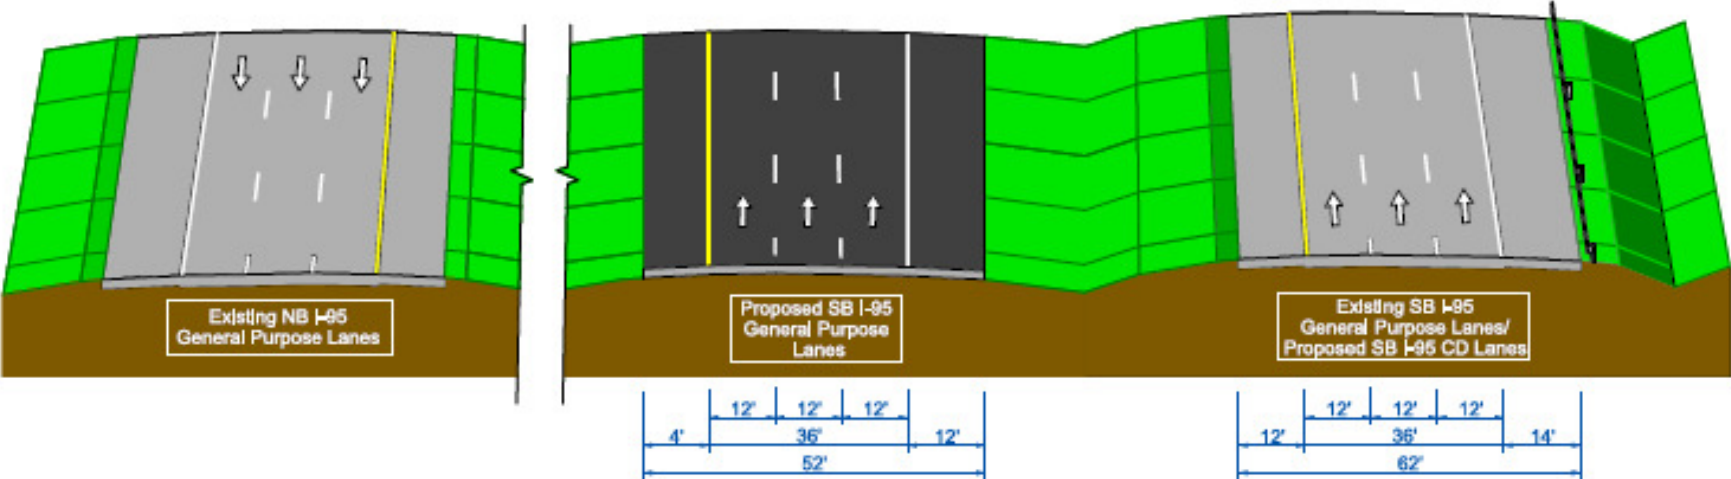 Existing NB I-95
General Purpose Lanes
Proposed SB I-95
General Purpose
Lanes
Existing SB I-95
General Purpose Lanes/
Proposed SB I-95 CD Lanes
12' 12' 12'
4' 36' 12'
52'
12' 12' 12'
12' 36' 14'
62'